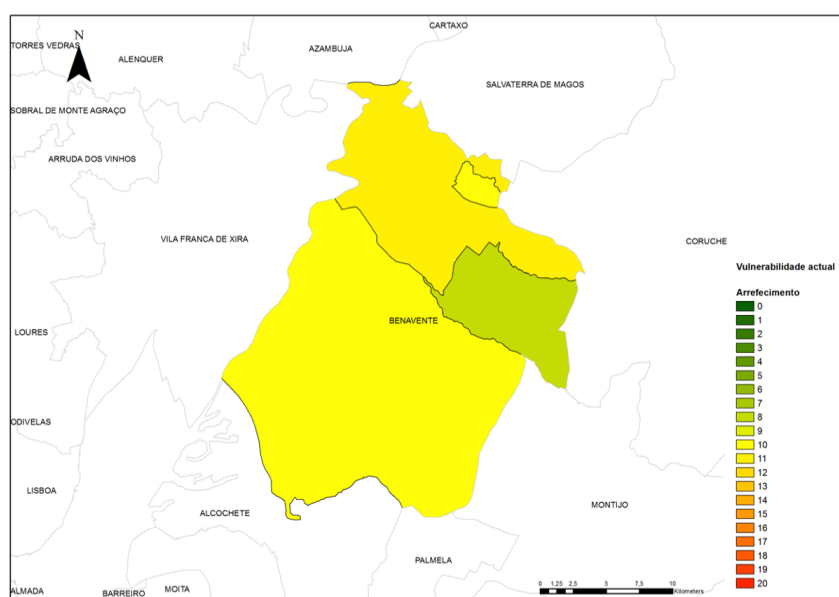 CARTAXO
TORRES VEDRAS
N
AZAMBUJA
ALENQUER
SALVATERRA DE MAGOS
SOBRAL DE MONTE AGRAÇO
ARRUDA DOS VINHOS
VILA FRANCA DE XIRA
CORUCHE
Vulnerabilidade actual
Arrefecimento
0
1
2
3
4
5
6
7
8
9
10
11
12
13
14
15
16
17
18
19
20
BENAVENTE
LOURES
ODIVELAS
LISBOA
ALCOCHETE
MONTIJO
PALMELA
ALMADA
BARREIRO
MOITA
0 1,25 2,5 5 7,5 10
Kilometers